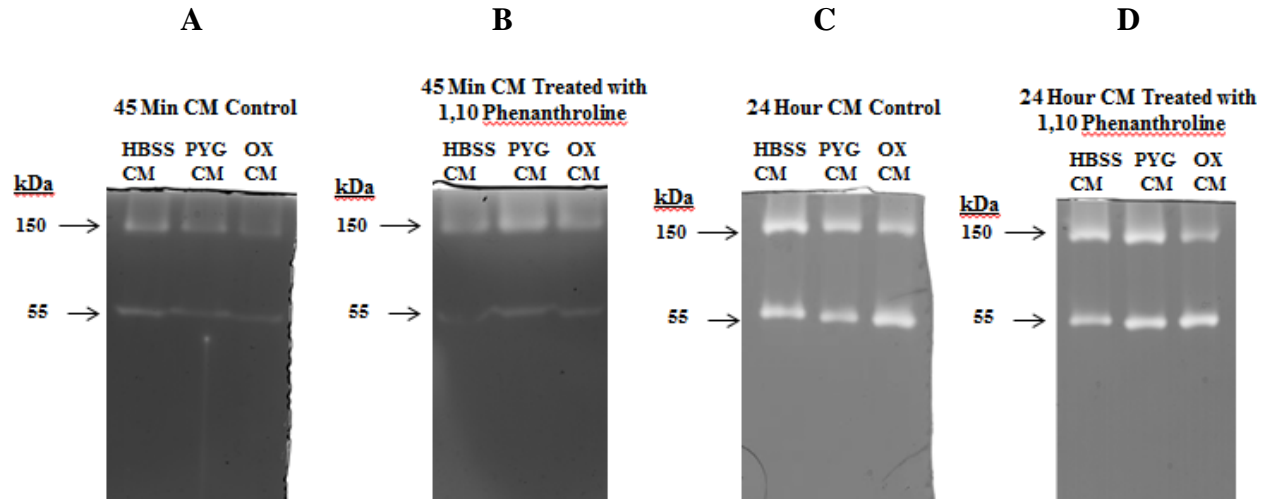 A
B
C
D
45 Min CM Control
HBSS PYG OX
CM CM CM
kDa
150
55
45 Min CM Treated with
1,10 Phenanthroline
HBSS PYG OX
CM CM CM
kDa
150
55
24 Hour CM Control
HBSS PYG OX
CM CM CM
kDa
150
55
24 Hour CM Treated with
1,10 Phenanthroline
HBSS PYG OX
CM CM CM
kDa
150
55